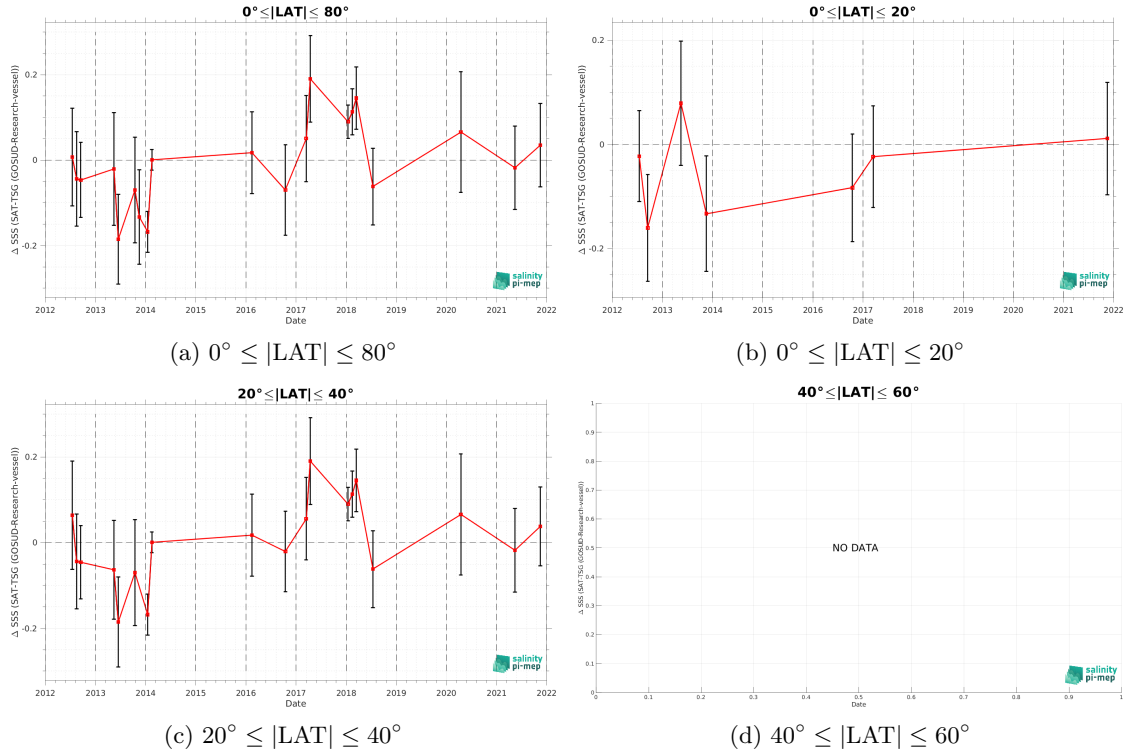 0°≤|LAT|≤ 80°
Δ SSS (SAT-TSG (GOSUD-Research-vessel))
0.2
0
-0.2
2012 2013 2014 2015 2016 2017 2018 2019 2020 2021 2022
Date
salinity
pi-mep
(a) 0° ≤ |LAT| ≤ 80°
0°≤|LAT|≤ 20°
Δ SSS (SAT-TSG (GOSUD-Research-vessel))
0.2
0
-0.2
2012 2013 2014 2015 2016 2017 2018 2019 2020 2021 2022
Date
salinity
pi-mep
(b) 0° ≤ |LAT| ≤ 20°
20°≤|LAT|≤ 40°
Δ SSS (SAT-TSG (GOSUD-Research-vessel))
0.2
0
-0.2
2012 2013 2014 2015 2016 2017 2018 2019 2020 2021 2022
Date
salinity
pi-mep
(c) 20° ≤ |LAT| ≤ 40°
40°≤|LAT|≤ 60°
Δ SSS (SAT-TSG (GOSUD-Research-vessel))
1
0.9
0.8
0.7
0.6
0.5
0.4
0.3
0.2
0.1
0
NO DATA
0 0.1 0.2 0.3 0.4 0.5 0.6 0.7 0.8 0.9 1
Date
salinity
pi-mep
(d) 40° ≤ |LAT| ≤ 60°